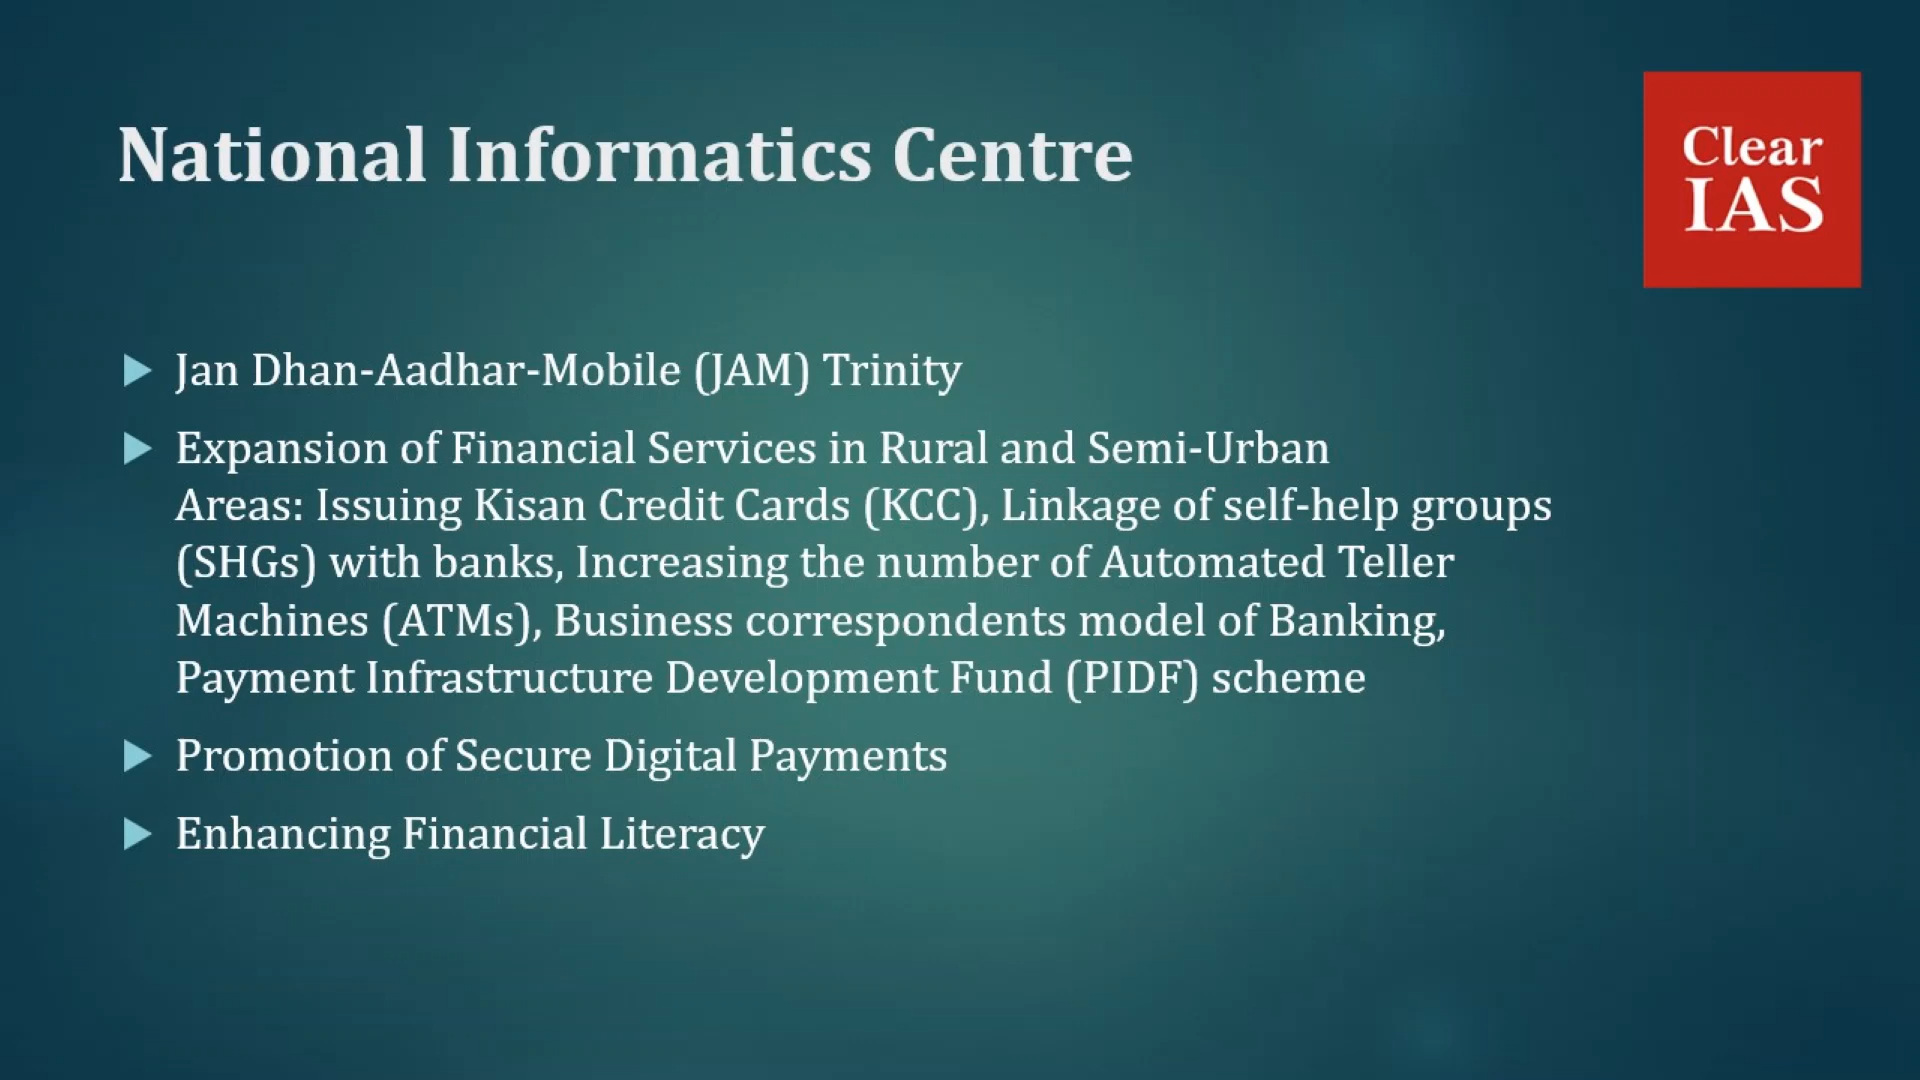 National Informatics Centre
Clear
IAS
Jan Dhan-Aadhar-Mobile (JAM) Trinity
Expansion of Financial Services in Rural and Semi-Urban
Areas: Issuing Kisan Credit Cards (KCC), Linkage of self-help groups
(SHGs) with banks, Increasing the number of Automated Teller
Machines (ATMs), Business correspondents model of Banking,
Payment Infrastructure Development Fund (PIDF) scheme
Promotion of Secure Digital Payments
Enhancing Financial Literacy